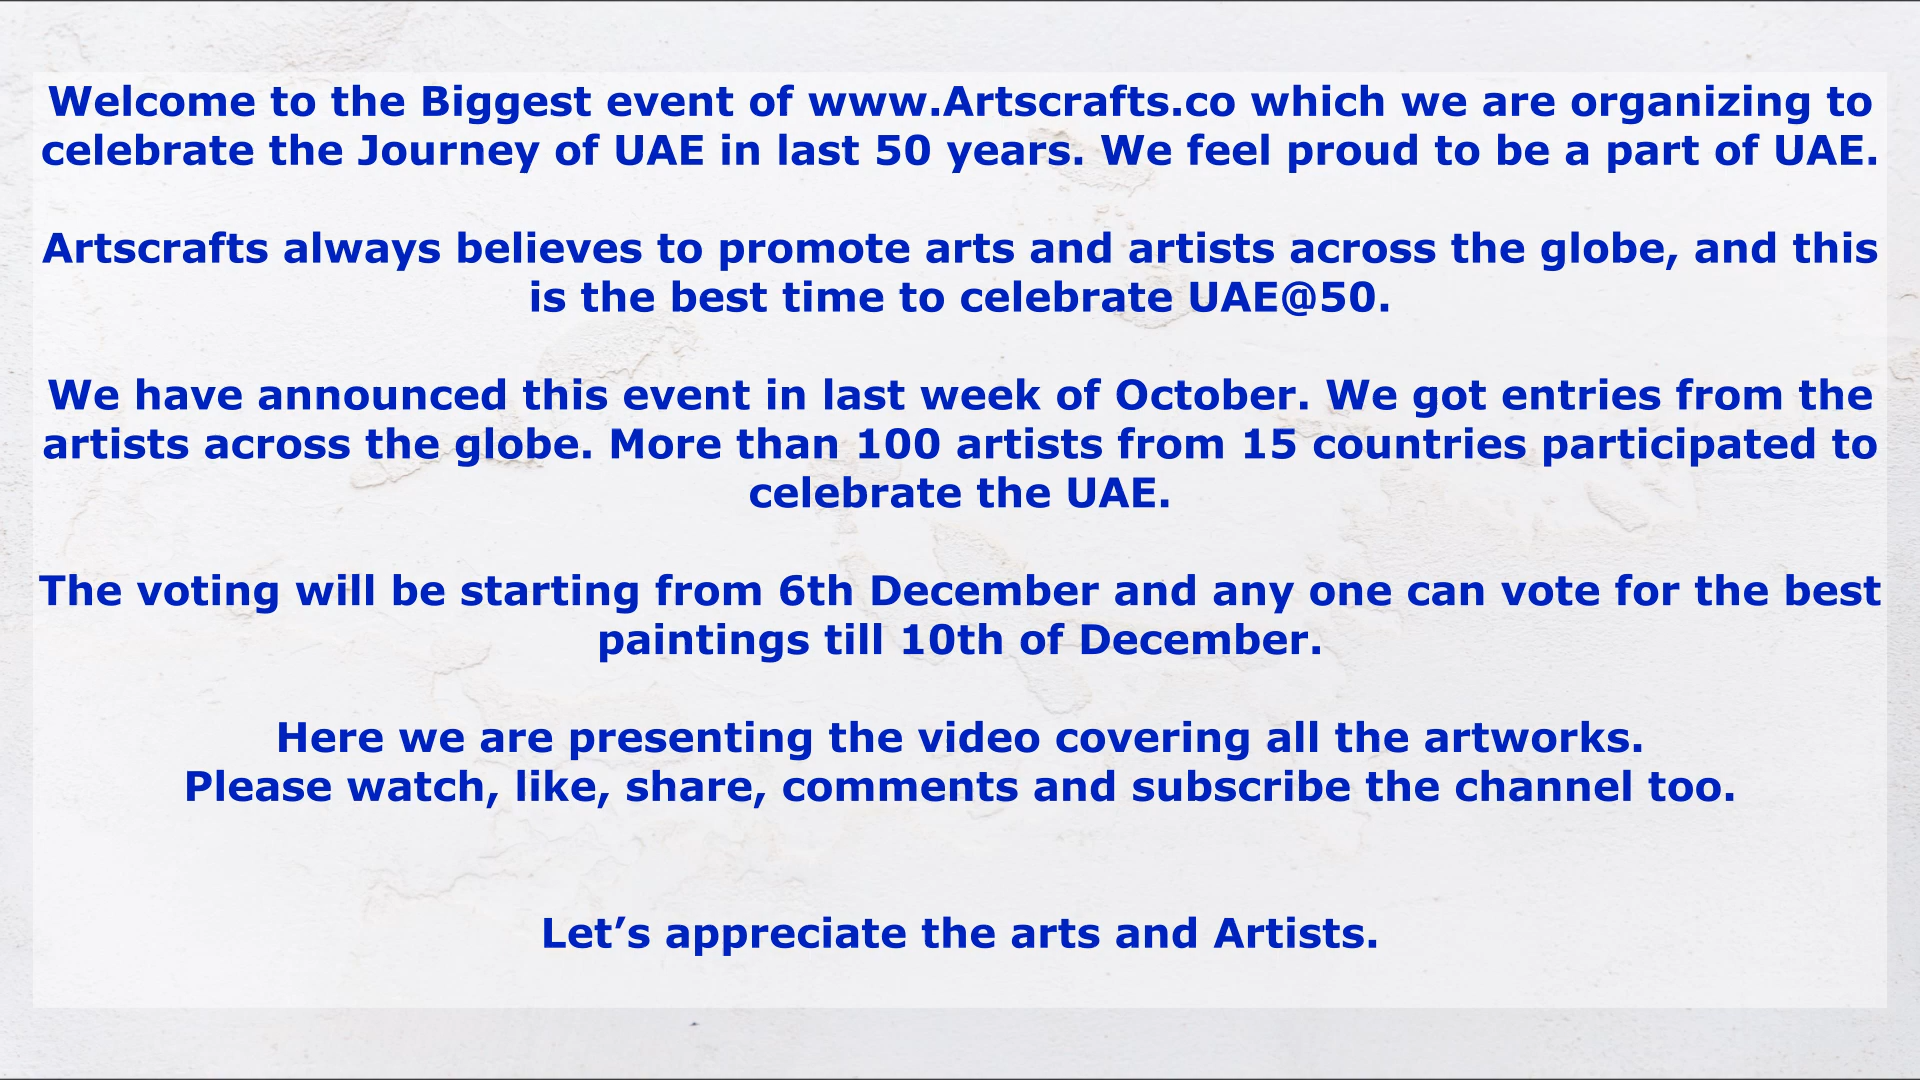 Welcome to the Biggest event of www.Artscrafts.co which we are organizing to
celebrate the Journey of UAE in last 50 years. We feel proud to be a part of UAE.
Artscrafts always believes to promote arts and artists across the globe, and this
is the best time to celebrate UAE@50.
We have announced this event in last week of October. We got entries from the
artists across the globe. More than 100 artists from 15 countries participated to
celebrate the UAE.
The voting will be starting from 6th December and any one can vote for the best
paintings till 10th of December.
Here we are presenting the video covering all the artworks.
Please watch, like, share, comments and subscribe the channel too.
Let’s appreciate the arts and Artists.